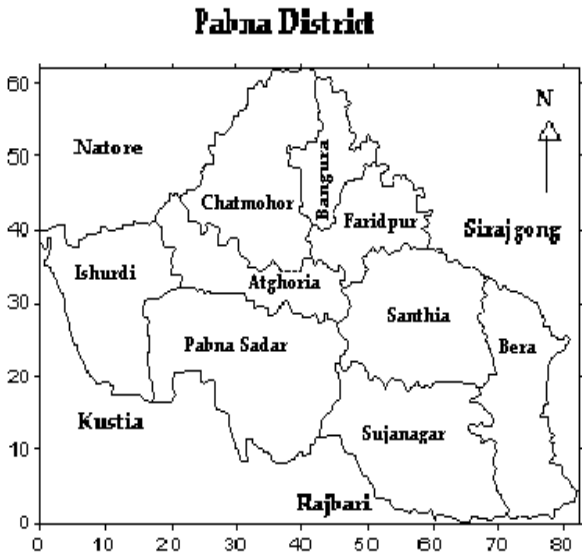 Pabna District
60
N
Natore
50
Bangura
Chatmohor
Faridpur
Sirajgong
40
Ishurdi
Atghoria
30
Santhia
Pabna Sadar
Bera
20
Kustia
Sujanagar
10
Rajbari
0
0 10 20 30 40 50 60 70 80